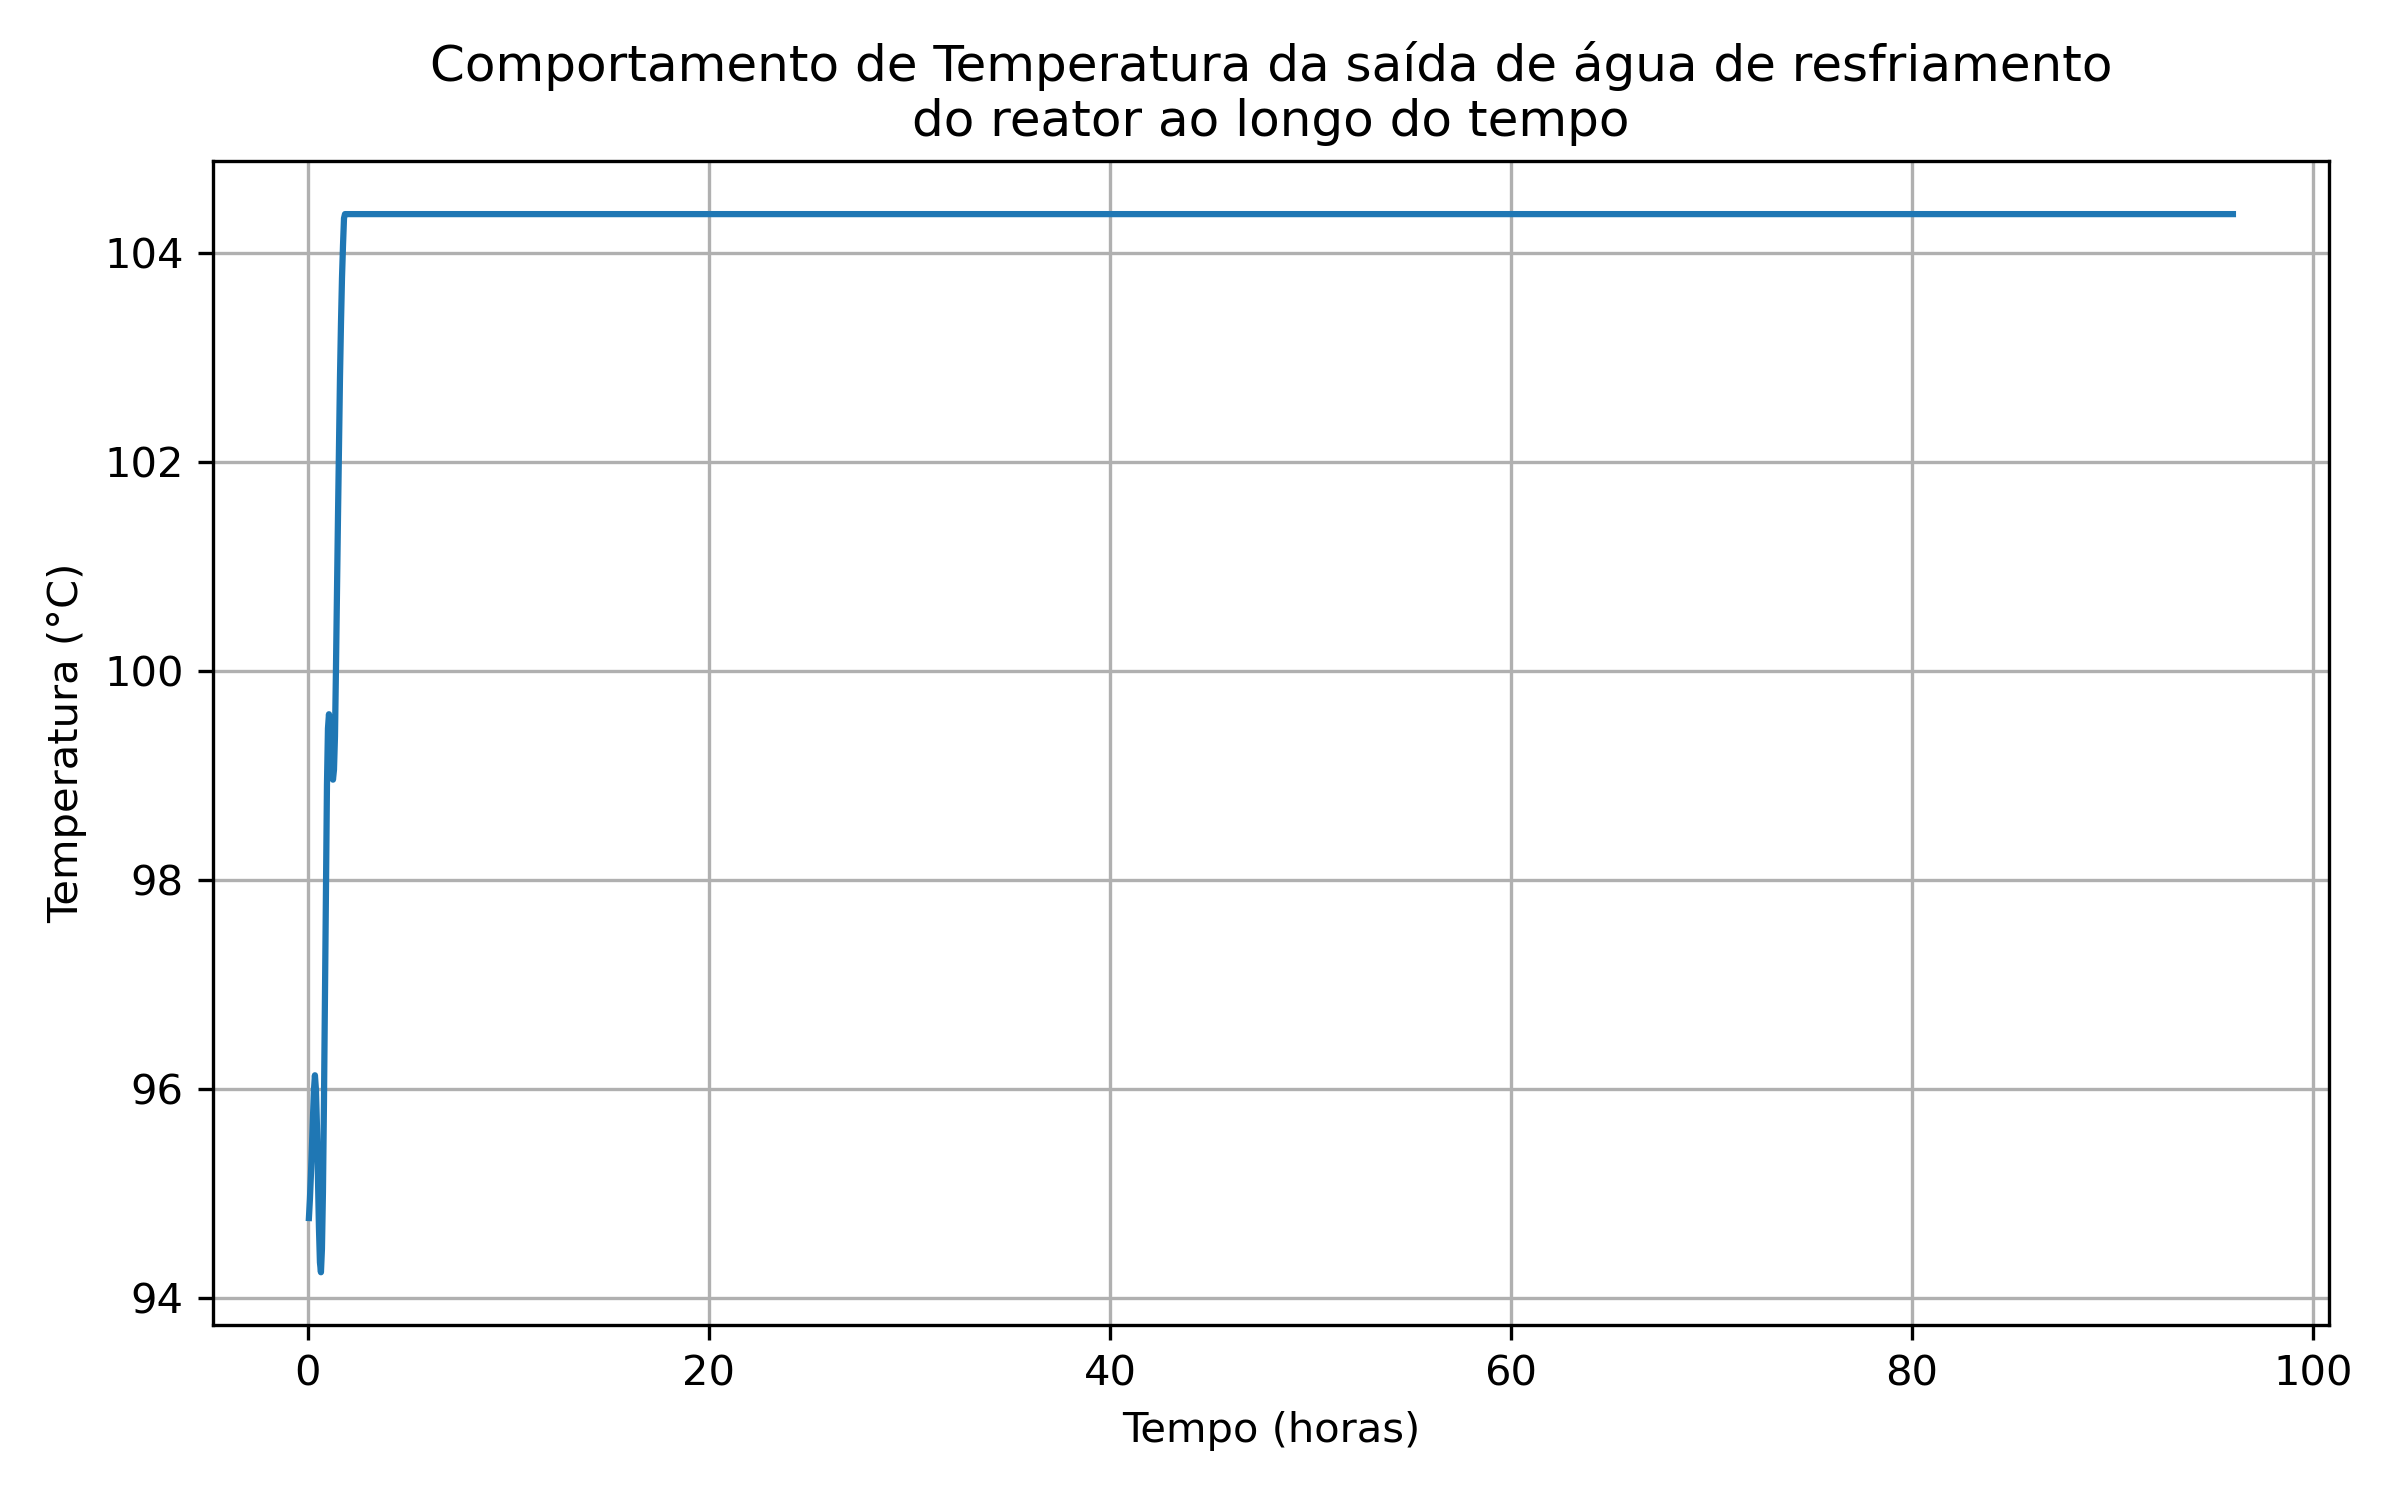 Comportamento de Temperatura da saída de água de resfriamento
do reator ao longo do tempo
Temperatura (°C)
104
102
100
98
96
94
0 20 40 60 80 100
Tempo (horas)